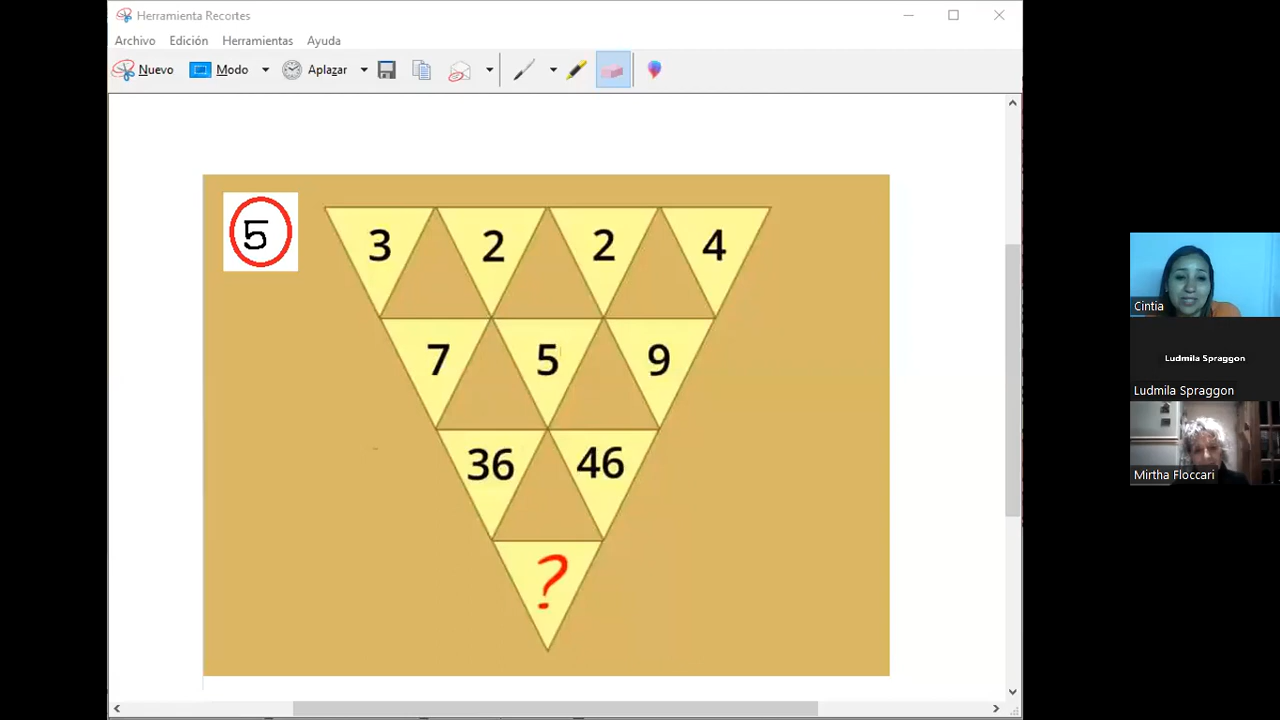 Herramienta Recortes
Archivo Edición Herramientas Ayuda
Nuevo Modo Aplazar
5
3 2 2 4
7 5 9
36 46
?
Cintia
Ludmila Spraggon
Ludmila Spraggon
Mirtha Floccari